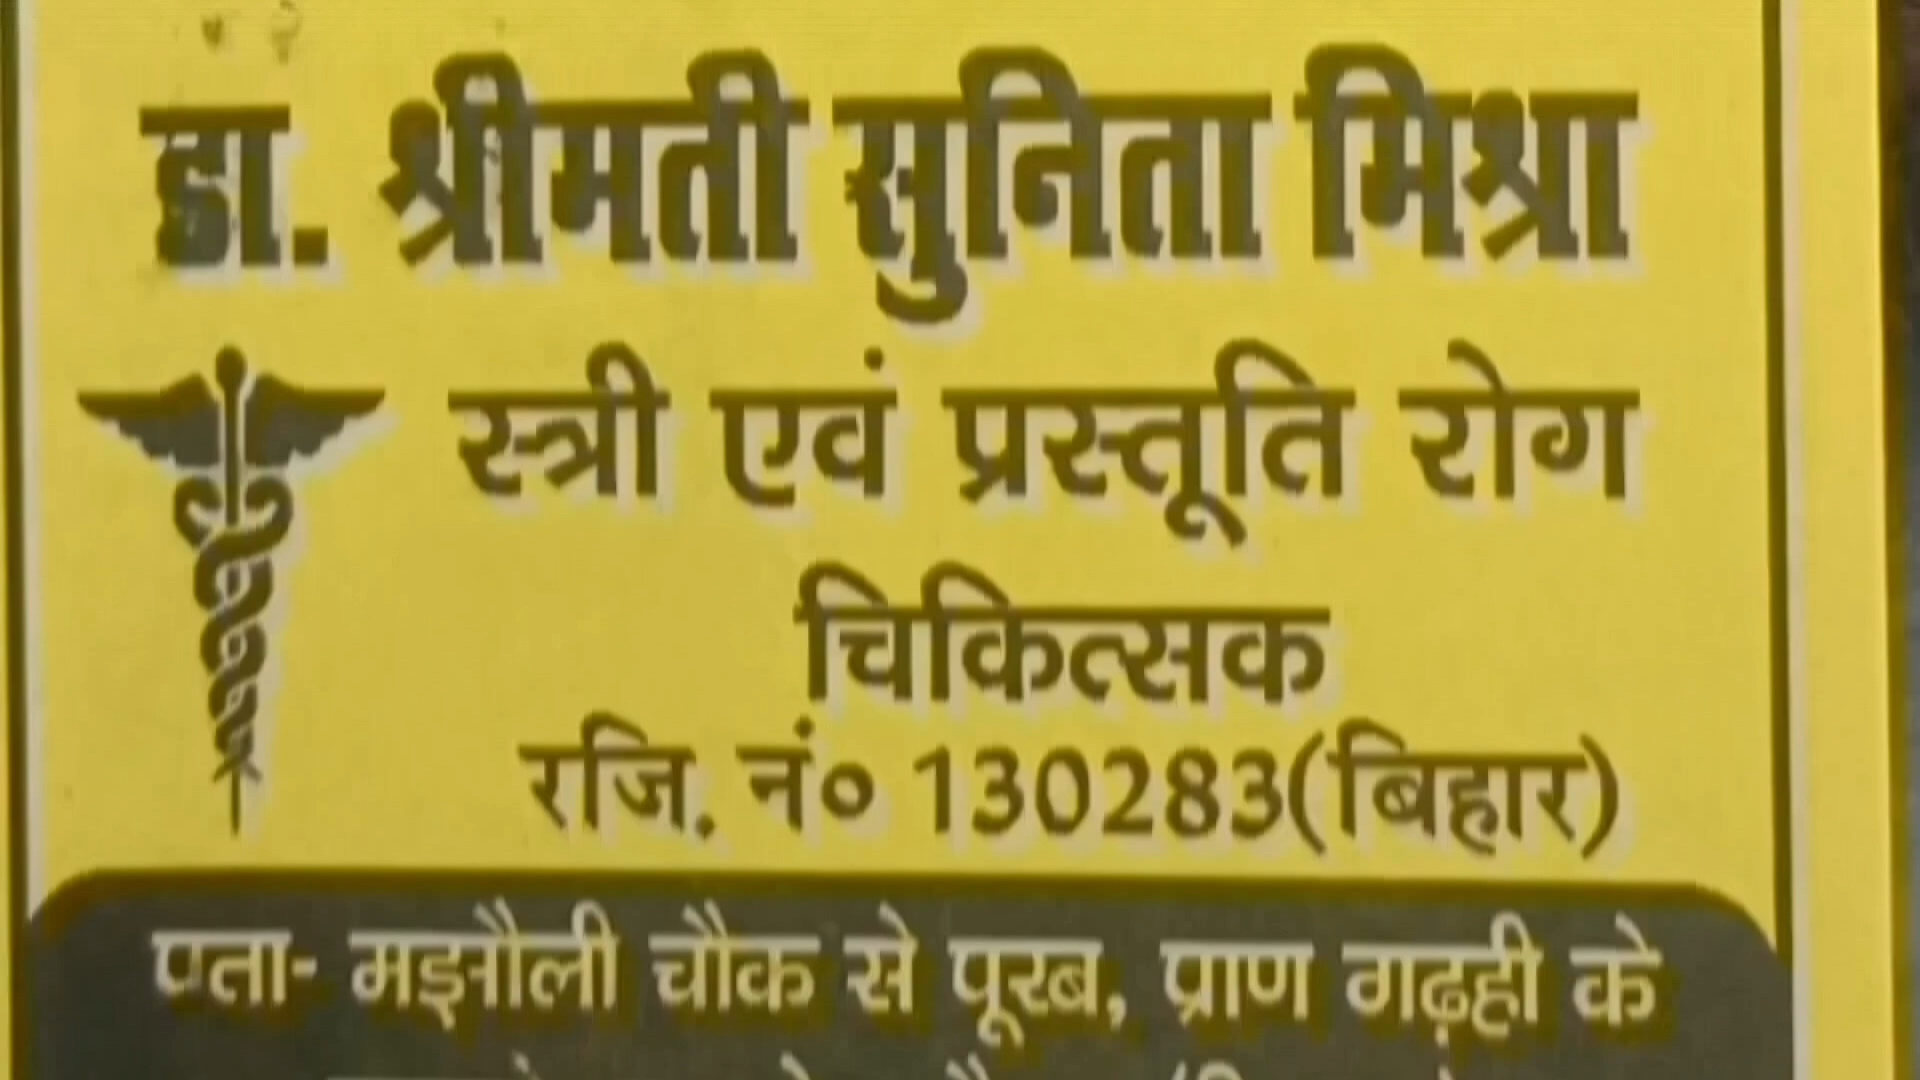 डा. श्रीमती सुनिता मिश्रा
स्त्री एवं प्रस्तूति रोग
चिकित्सक
रजि. नं० 130283(बिहार)
पता- मझौली चौक से पूरब, प्राण गढ़ही के